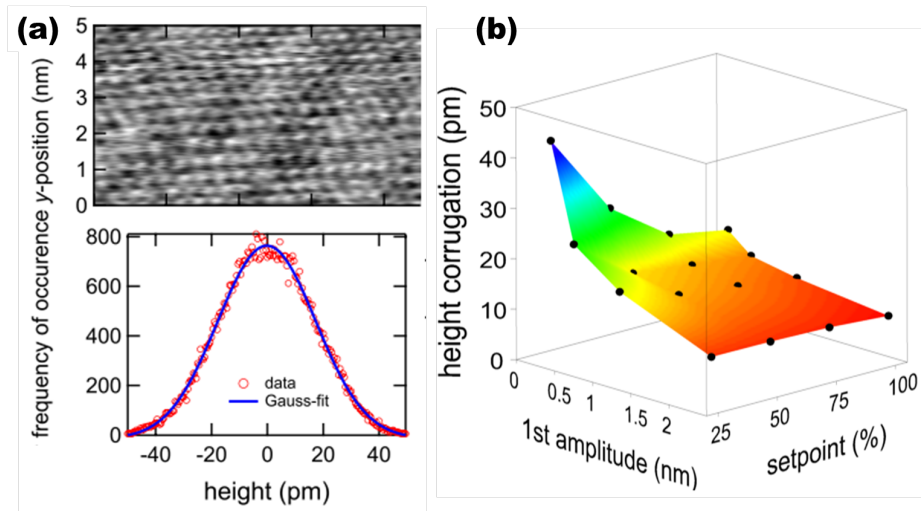 (a)
5
4
3
2
1
0
y-position (nm)
800
600
400
200
0
frequency of occurence
data
Gauss-fit
-40 -20 0 20 40
height (pm)
(b)
50
40
30
20
10
0
height corrugation (pm)
0 0.5 1 1.5 2
1st amplitude (nm)
25 50 75 100
setpoint (%)